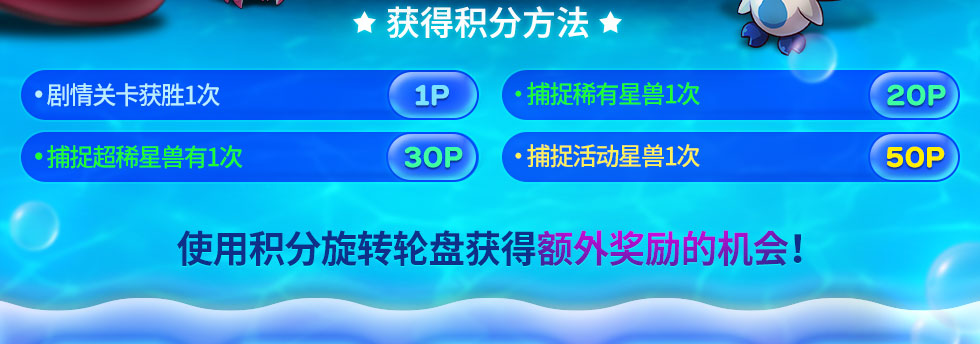 ★ 获得积分方法 ★
•剧情关卡获胜1次 1P
•捕捉稀有星兽1次 20P
•捕捉超稀星兽有1次 30P
•捕捉活动星兽1次 50P
使用积分旋转轮盘获得额外奖励的机会！